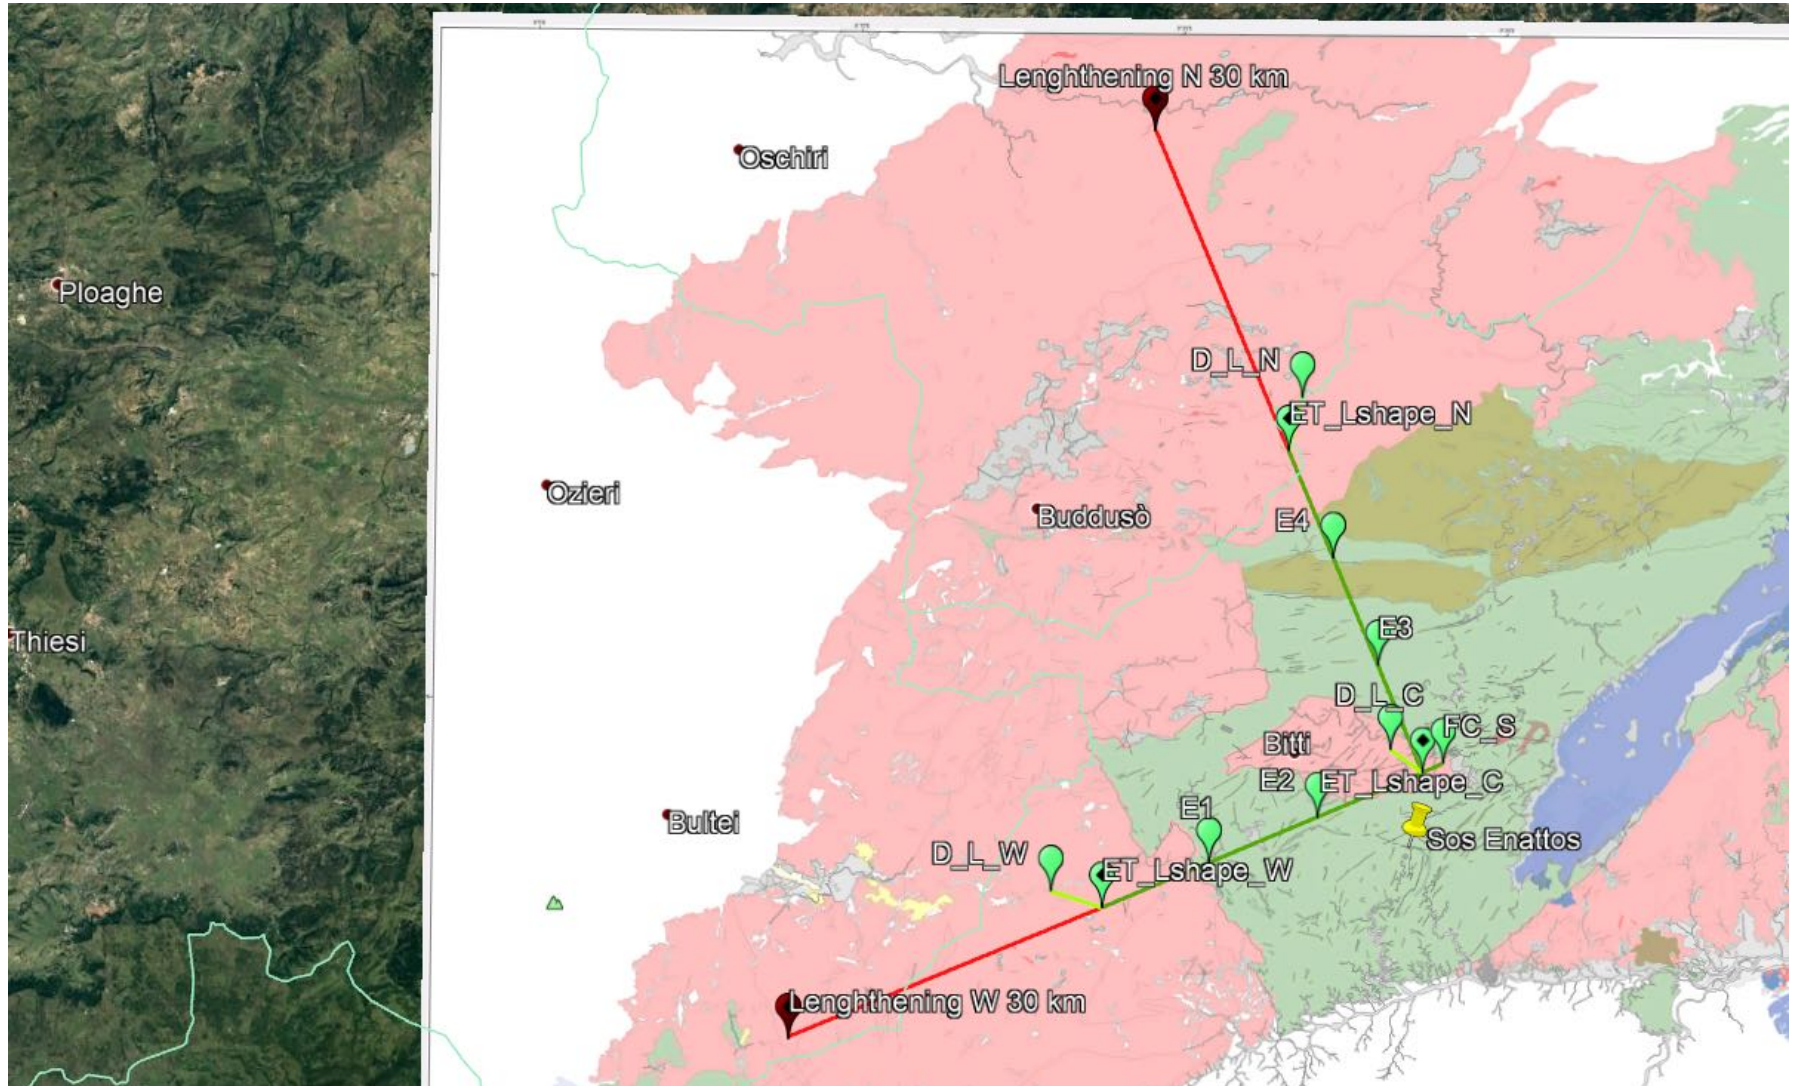 Lenghthening N 30 km
Oschiri
Ploaghe
D_L_N
ET_Lshape_N
Ozieri
Buddusò
E4
Thiesi
E3
D_L_C
FC_S
Bitti
E2
ET_Lshape_C
E1
Bultei
Sos Enattos
D_L_W
ET_Lshape_W
Lenghthening W 30 km